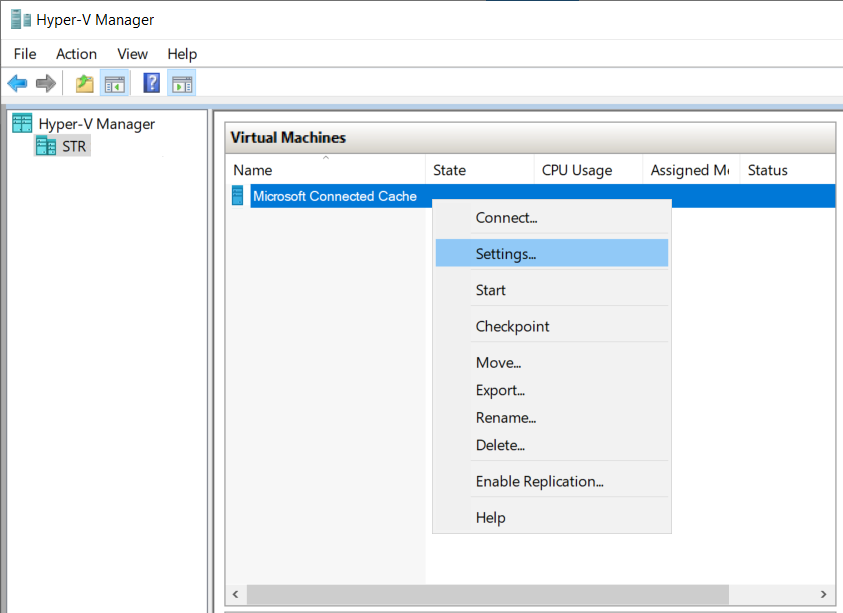 Hyper-V Manager
File Action View Help
Hyper-V Manager
STR
Virtual Machines
Name State CPU Usage Assigned Me Status
Microsoft Connected Cache
Connect...
Settings...
Start
Checkpoint
Move...
Export...
Rename...
Delete...
Enable Replication...
Help